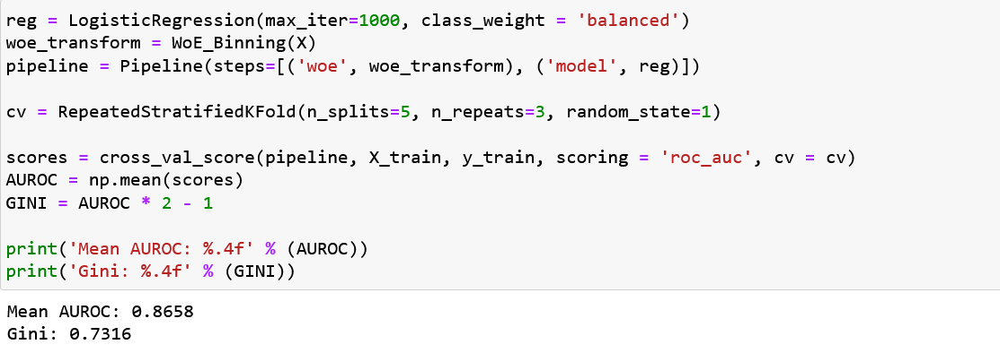 reg = LogisticRegression(max_iter=1000, class_weight = 'balanced')
woe_transform = WoE_Binning(X)
pipeline = Pipeline(steps=[('woe', woe_transform), ('model', reg)])
cv = RepeatedStratifiedKFold(n_splits=5, n_repeats=3, random_state=1)
scores = cross_val_score(pipeline, X_train, y_train, scoring = 'roc_auc', cv = cv)
AUROC = np.mean(scores)
GINI = AUROC * 2 - 1
print('Mean AUROC: %.4f' % (AUROC))
print('Gini: %.4f' % (GINI))
Mean AUROC: 0.8658
Gini: 0.7316